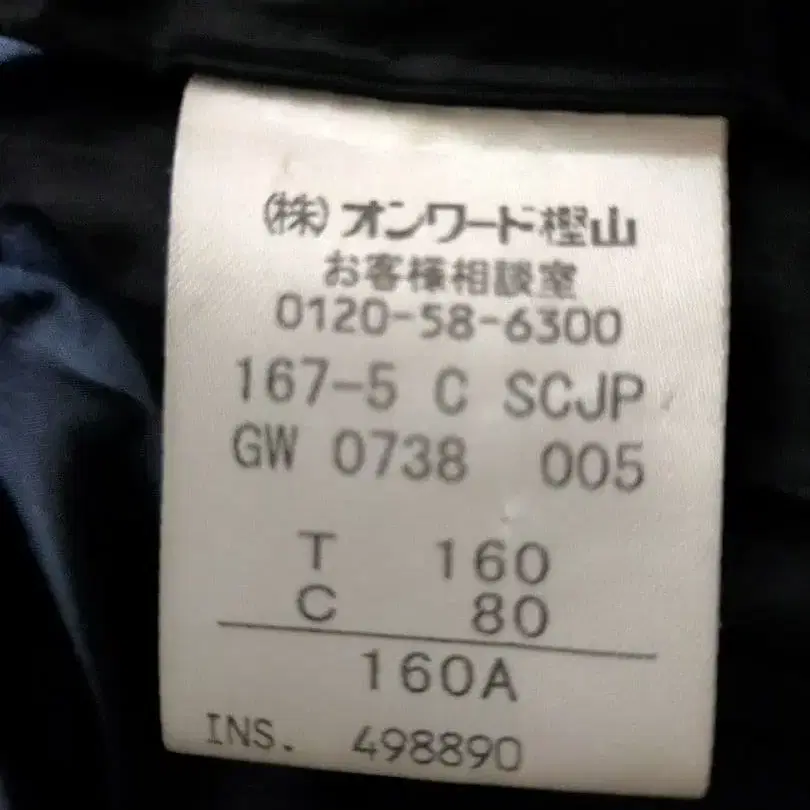 (株)オンワード樫山
お客様相談室
0120-58-6300
167-5 C SCJP
GW 0738 005
T 160
C 80
160A
INS. 498890